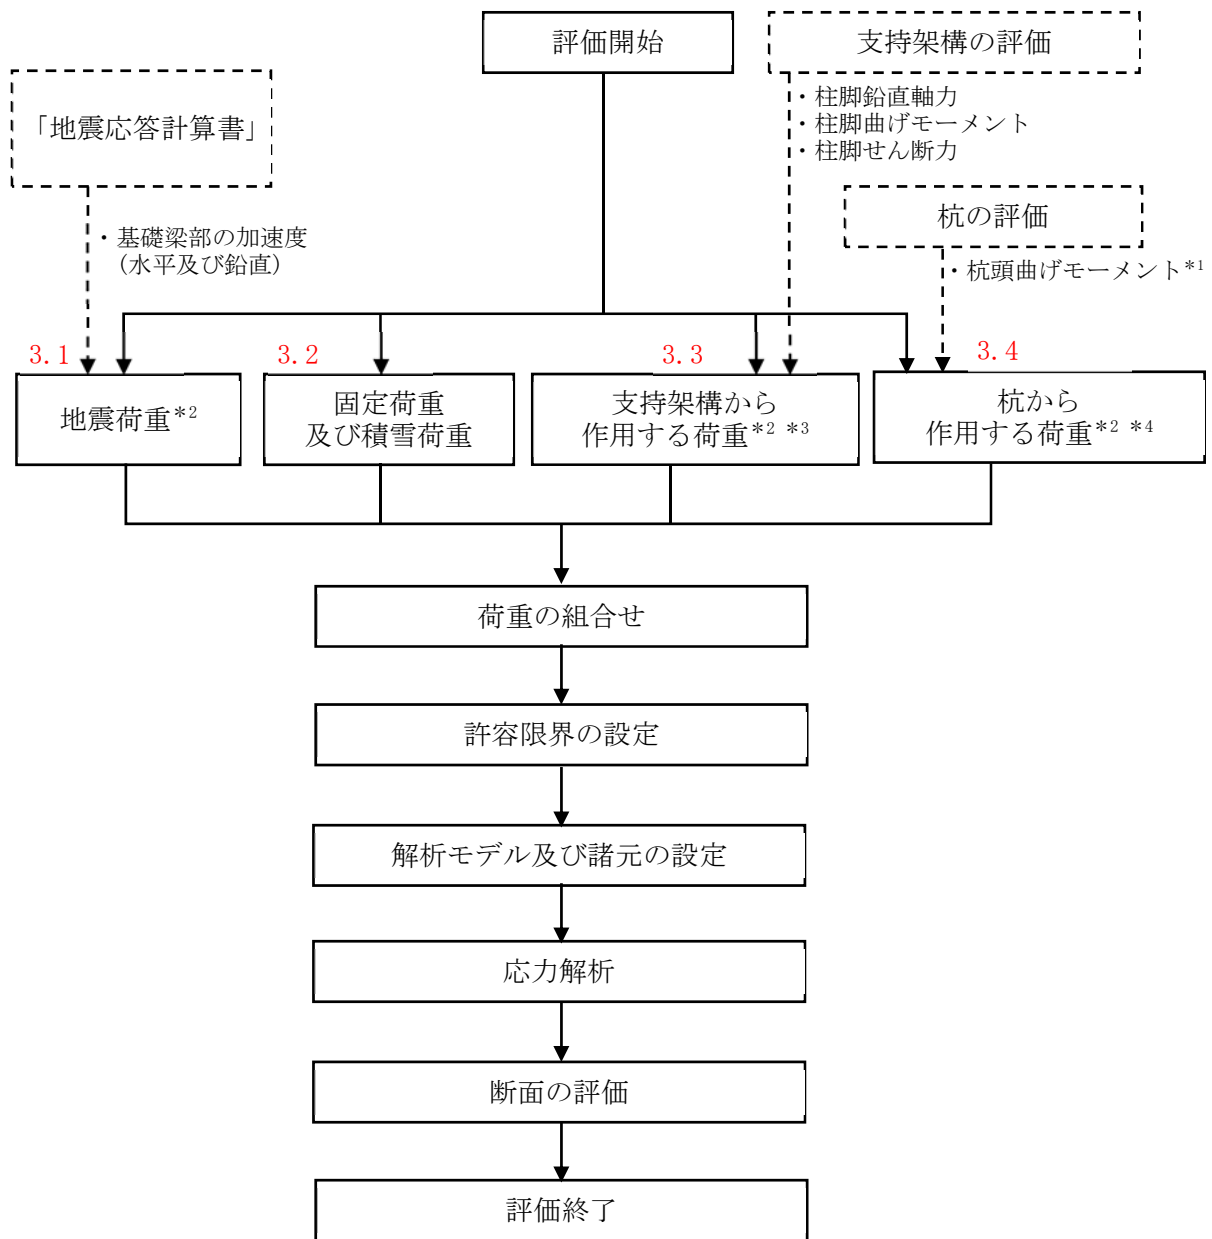 評価開始
支持架構の評価
「地震応答計算書」
・柱脚鉛直軸力
・柱脚曲げモーメント
・柱脚せん断力
杭の評価
・基礎梁部の加速度
(水平及び鉛直)
・杭頭曲げモーメント*1
3.1
3.2
3.3
3.4
地震荷重*2
固定荷重
及び積雪荷重
支持架構から
作用する荷重*2 *3
杭から
作用する荷重*2 *4
荷重の組合せ
許容限界の設定
解析モデル及び諸元の設定
応力解析
断面の評価
評価終了